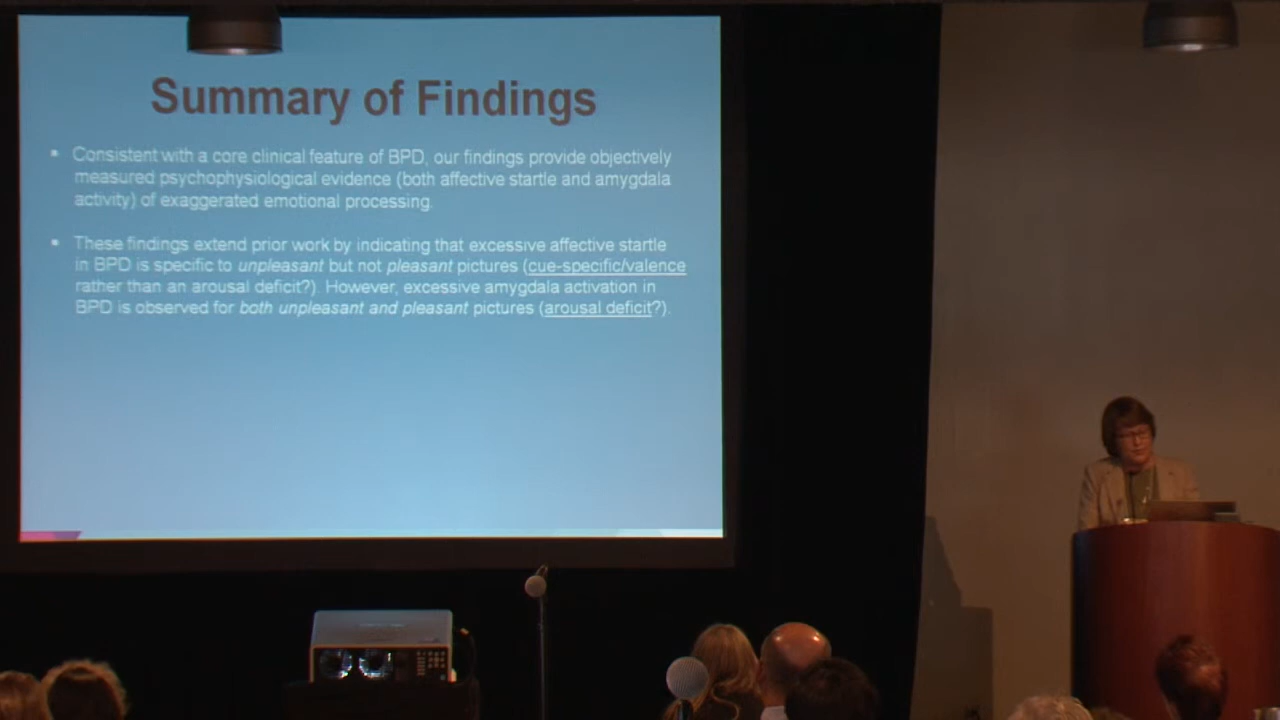 Summary of Findings
• Consistent with a core clinical feature of BPD, our findings provide objectively
measured psychophysiological evidence (both affective startle and amygdala
activity) of exaggerated emotional processing.
• These findings extend prior work by indicating that excessive affective startle
in BPD is specific to unpleasant but not pleasant pictures (cue-specific/valence
rather than an arousal deficit?). However, excessive amygdala activation in
BPD is observed for both unpleasant and pleasant pictures (arousal deficit?).